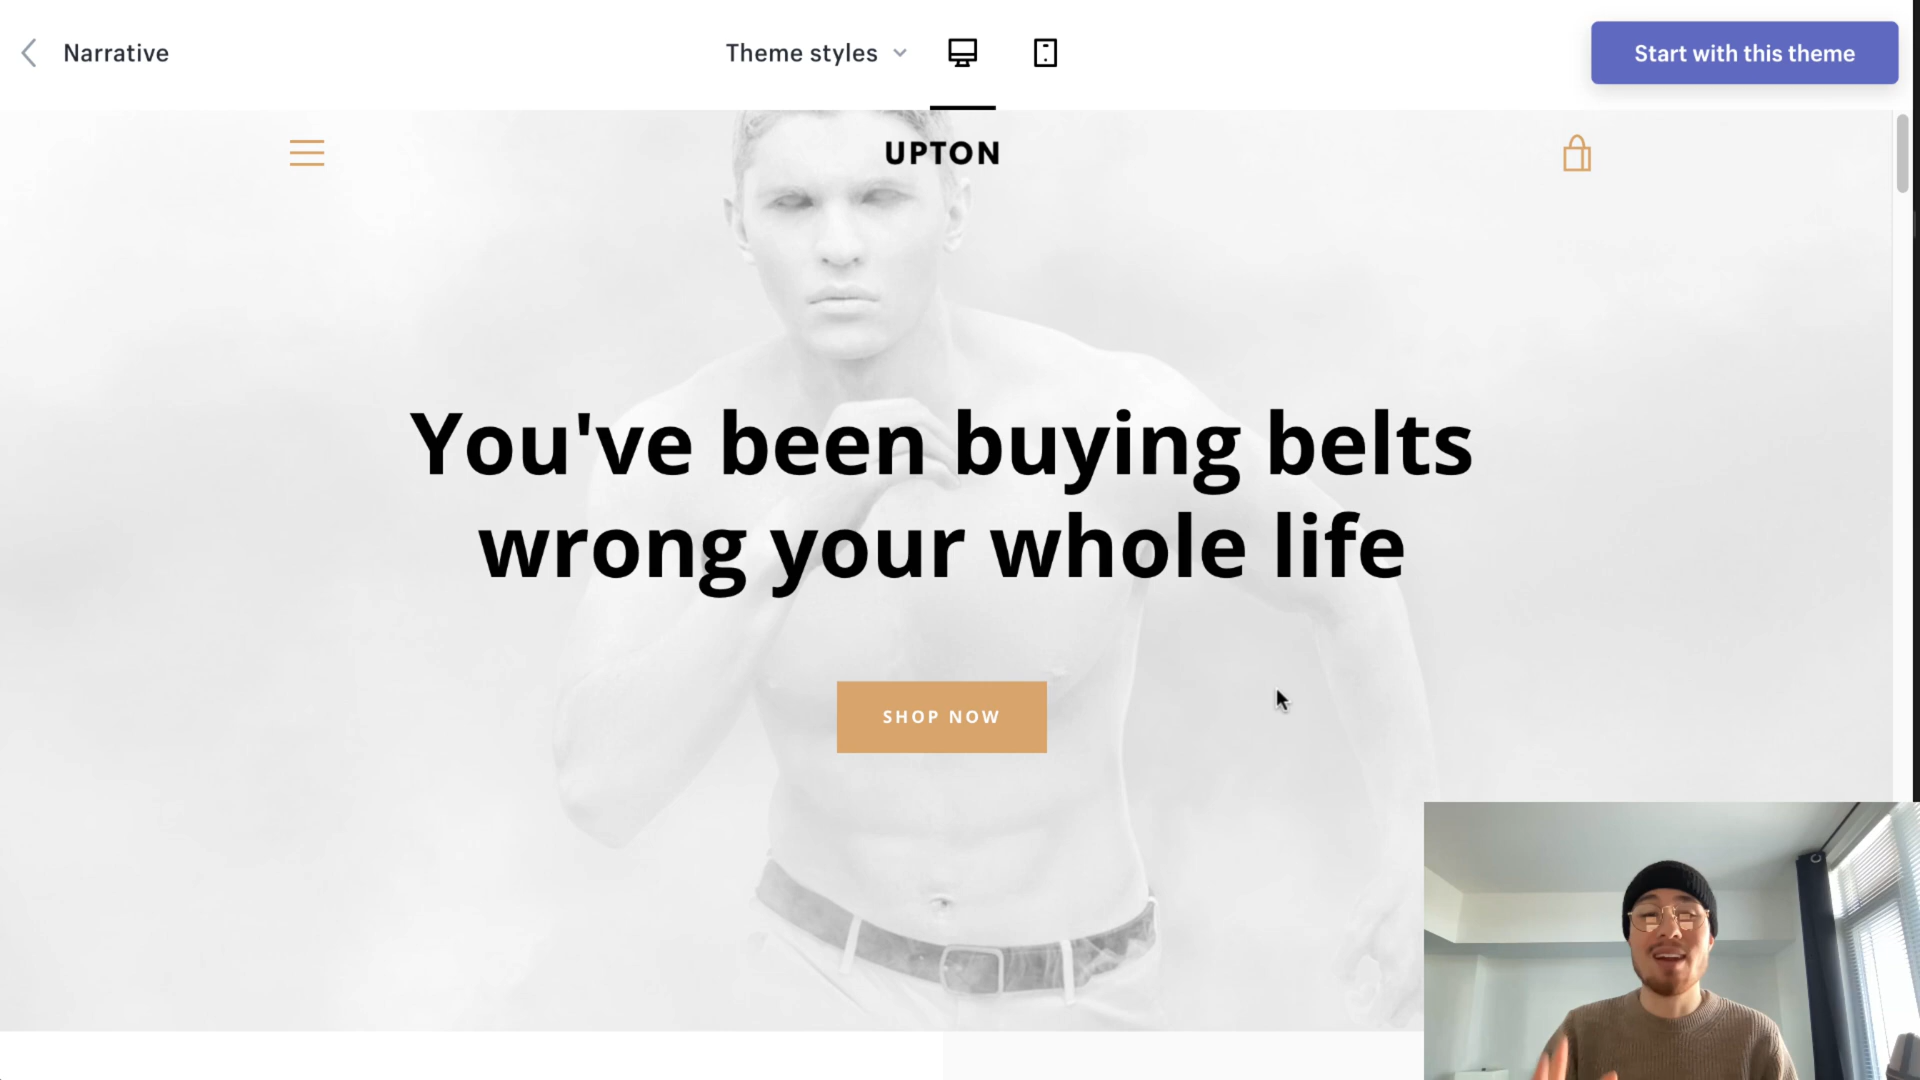 Narrative
Theme styles
Start with this theme
UPTON
You've been buying belts
wrong your whole life
SHOP NOW